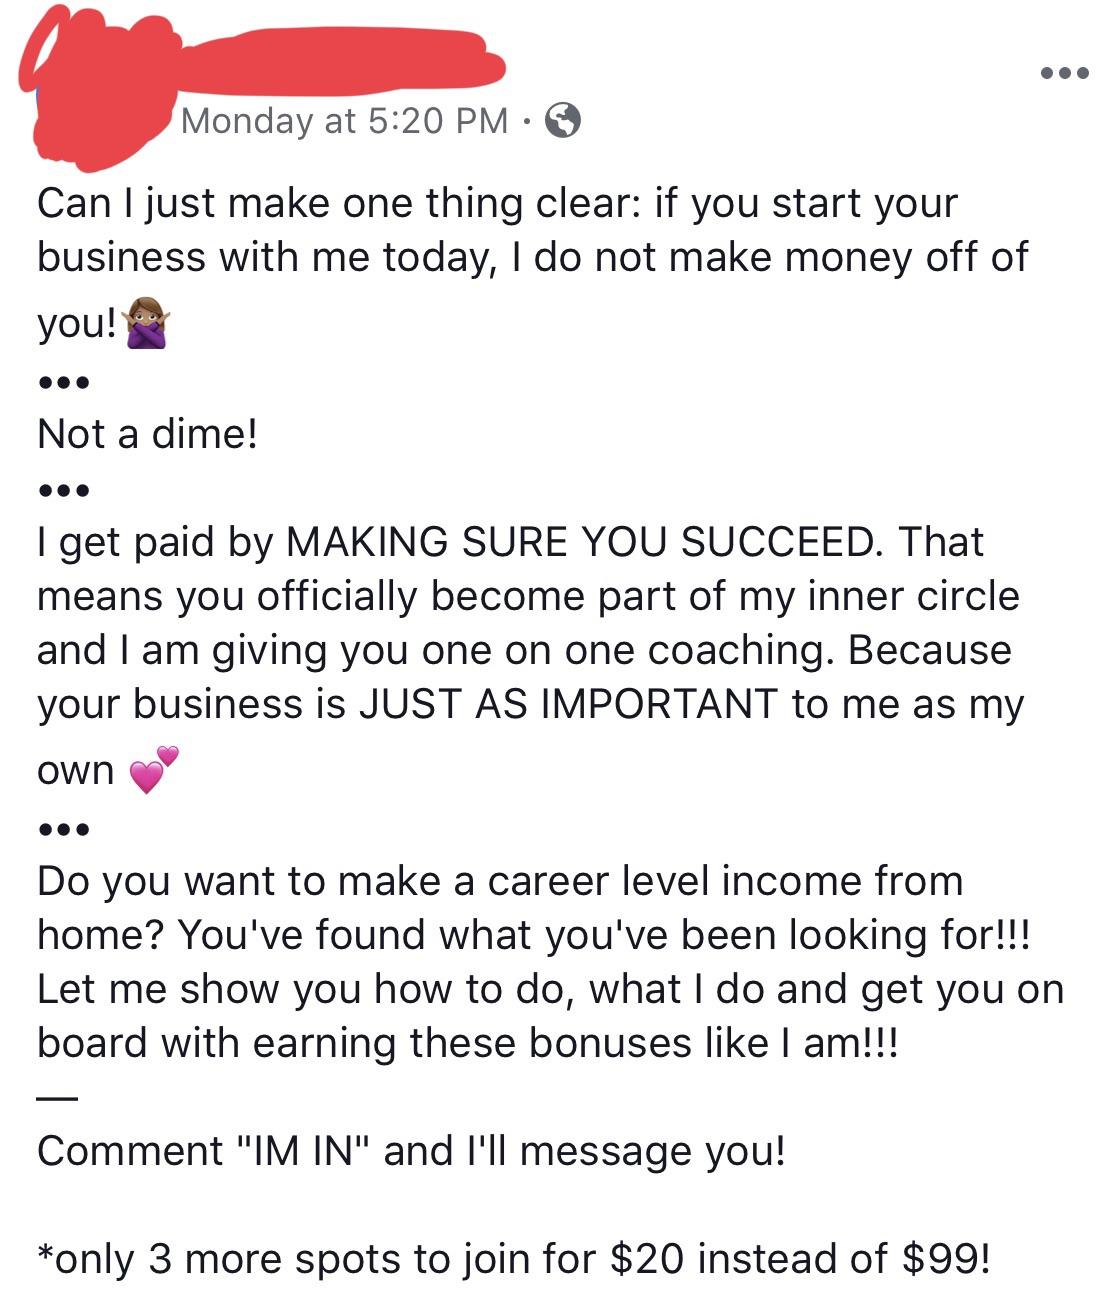 Monday at 5:20 PM ·
Can I just make one thing clear: if you start your
business with me today, I do not make money off of
you!🙅🏽‍♀️
•••
Not a dime!
•••
I get paid by MAKING SURE YOU SUCCEED. That
means you officially become part of my inner circle
and I am giving you one on one coaching. Because
your business is JUST AS IMPORTANT to me as my
own 💕
•••
Do you want to make a career level income from
home? You've found what you've been looking for!!!
Let me show you how to do, what I do and get you on
board with earning these bonuses like I am!!!
—
Comment "IM IN" and I'll message you!
*only 3 more spots to join for $20 instead of $99!